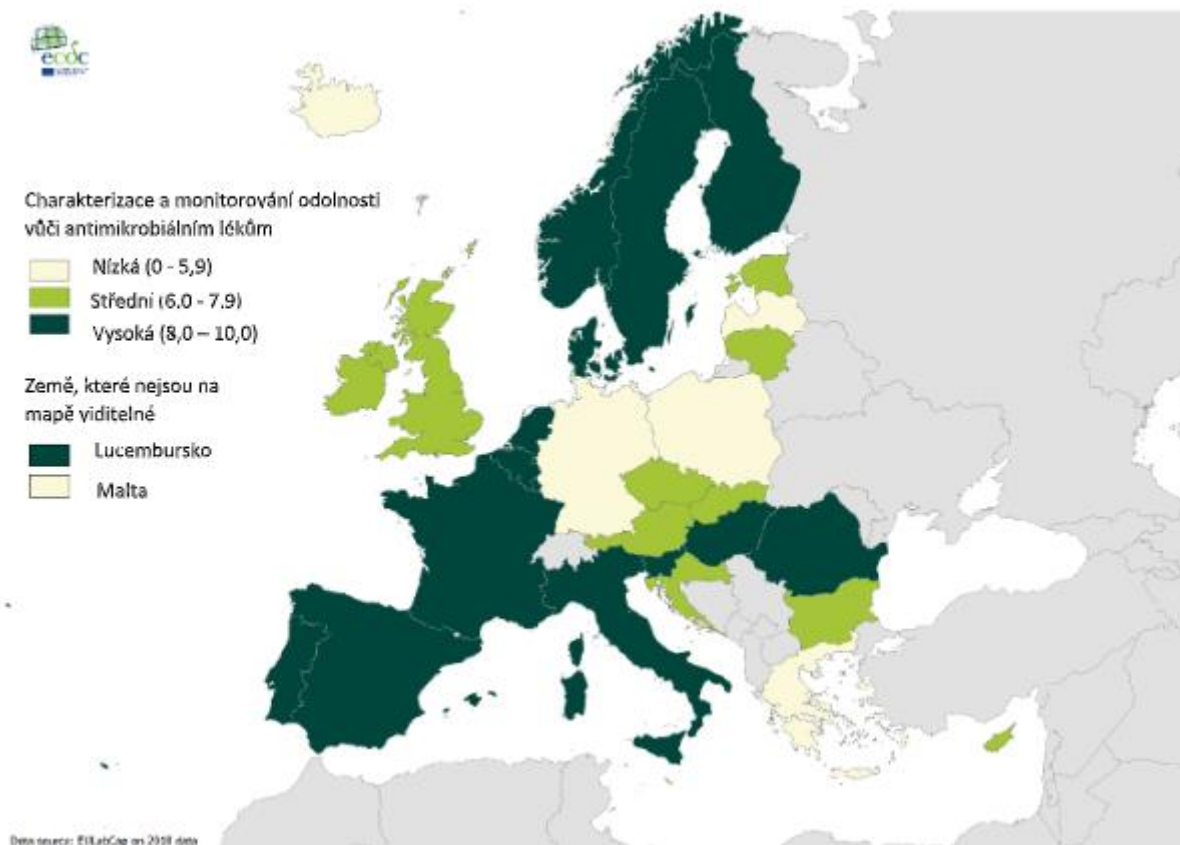 ecdc
Charakterizace a monitorování odolnosti
vůči antimikrobiálním lékům
Nízká (0 - 5,9)
Střední (6,0 - 7,9)
Vysoká (8,0 – 10,0)
Země, které nejsou na
mapě viditelné
Lucembursko
Malta
Data source: EULabCap on 2018 data